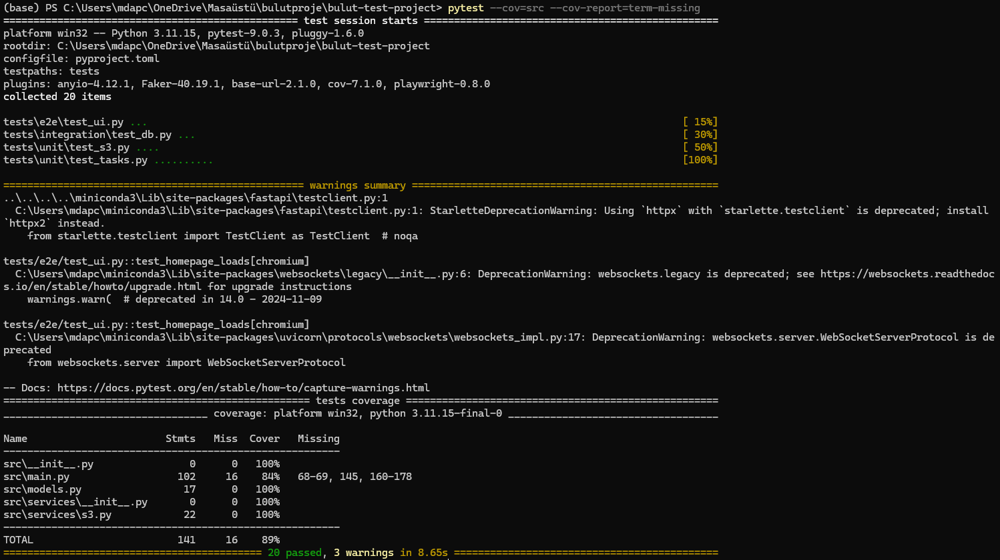 (base) PS C:\Users\mdapc\OneDrive\Masaüstü\bulutproje\bulut-test-project> pytest --cov=src --cov-report=term-missing
================================================= test session starts =================================================
platform win32 -- Python 3.11.15, pytest-9.0.3, pluggy-1.6.0
rootdir: C:\Users\mdapc\OneDrive\Masaüstü\bulutproje\bulut-test-project
configfile: pyproject.toml
testpaths: tests
plugins: anyio-4.12.1, Faker-40.19.1, base-url-2.1.0, cov-7.1.0, playwright-0.8.0
collected 20 items
tests\e2e\test_ui.py ... [ 15%]
tests\integration\test_db.py ... [ 30%]
tests\unit\test_s3.py .... [ 50%]
tests\unit\test_tasks.py .......... [100%]
================================================== warnings summary ===================================================
..\..\..\..\miniconda3\Lib\site-packages\fastapi\testclient.py:1
C:\Users\mdapc\miniconda3\Lib\site-packages\fastapi\testclient.py:1: StarletteDeprecationWarning: Using `httpx` with `starlette.testclient` is deprecated; install
`httpx2` instead.
from starlette.testclient import TestClient as TestClient  # noqa
tests/e2e/test_ui.py::test_homepage_loads[chromium]
C:\Users\mdapc\miniconda3\Lib\site-packages\websockets\legacy\__init__.py:6: DeprecationWarning: websockets.legacy is deprecated; see https://websockets.readthedoc
s.io/en/stable/howto/upgrade.html for upgrade instructions
warnings.warn(  # deprecated in 14.0 - 2024-11-09
tests/e2e/test_ui.py::test_homepage_loads[chromium]
C:\Users\mdapc\miniconda3\Lib\site-packages\uvicorn\protocols\websockets\websockets_impl.py:17: DeprecationWarning: websockets.server.WebSocketServerProtocol is de
precated
from websockets.server import WebSocketServerProtocol
-- Docs: https://docs.pytest.org/en/stable/how-to/capture-warnings.html
=================================================== tests coverage ====================================================
__________________________________ coverage: platform win32, python 3.11.15-final-0 ___________________________________
Name Stmts Miss Cover Missing
--------------------------------------------------------
src\__init__.py 0 0 100%
src\main.py 102 16 84% 68-69, 145, 160-178
src\models.py 17 0 100%
src\services\__init__.py 0 0 100%
src\services\s3.py 22 0 100%
--------------------------------------------------------
TOTAL 141 16 89%
=========================================== 20 passed, 3 warnings in 8.65s ============================================